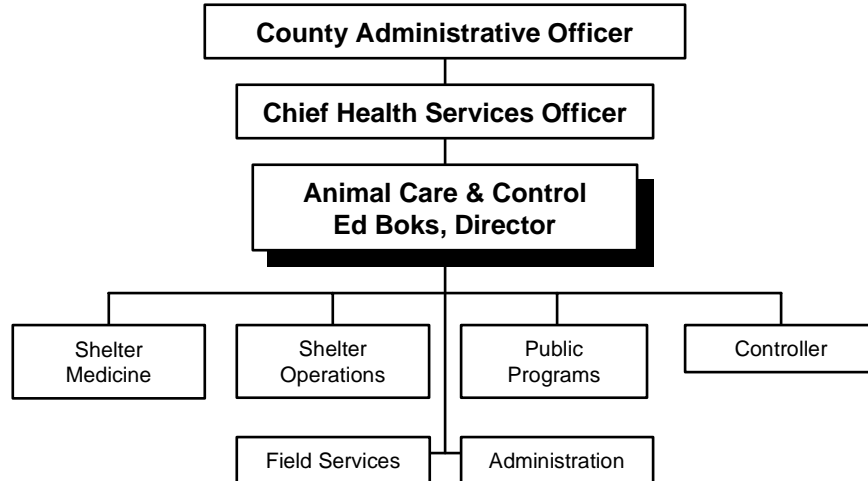 County Administrative Officer
Chief Health Services Officer
Animal Care & Control
Ed Boks, Director
Shelter
Medicine
Shelter
Operations
Public
Programs
Controller
Field Services
Administration